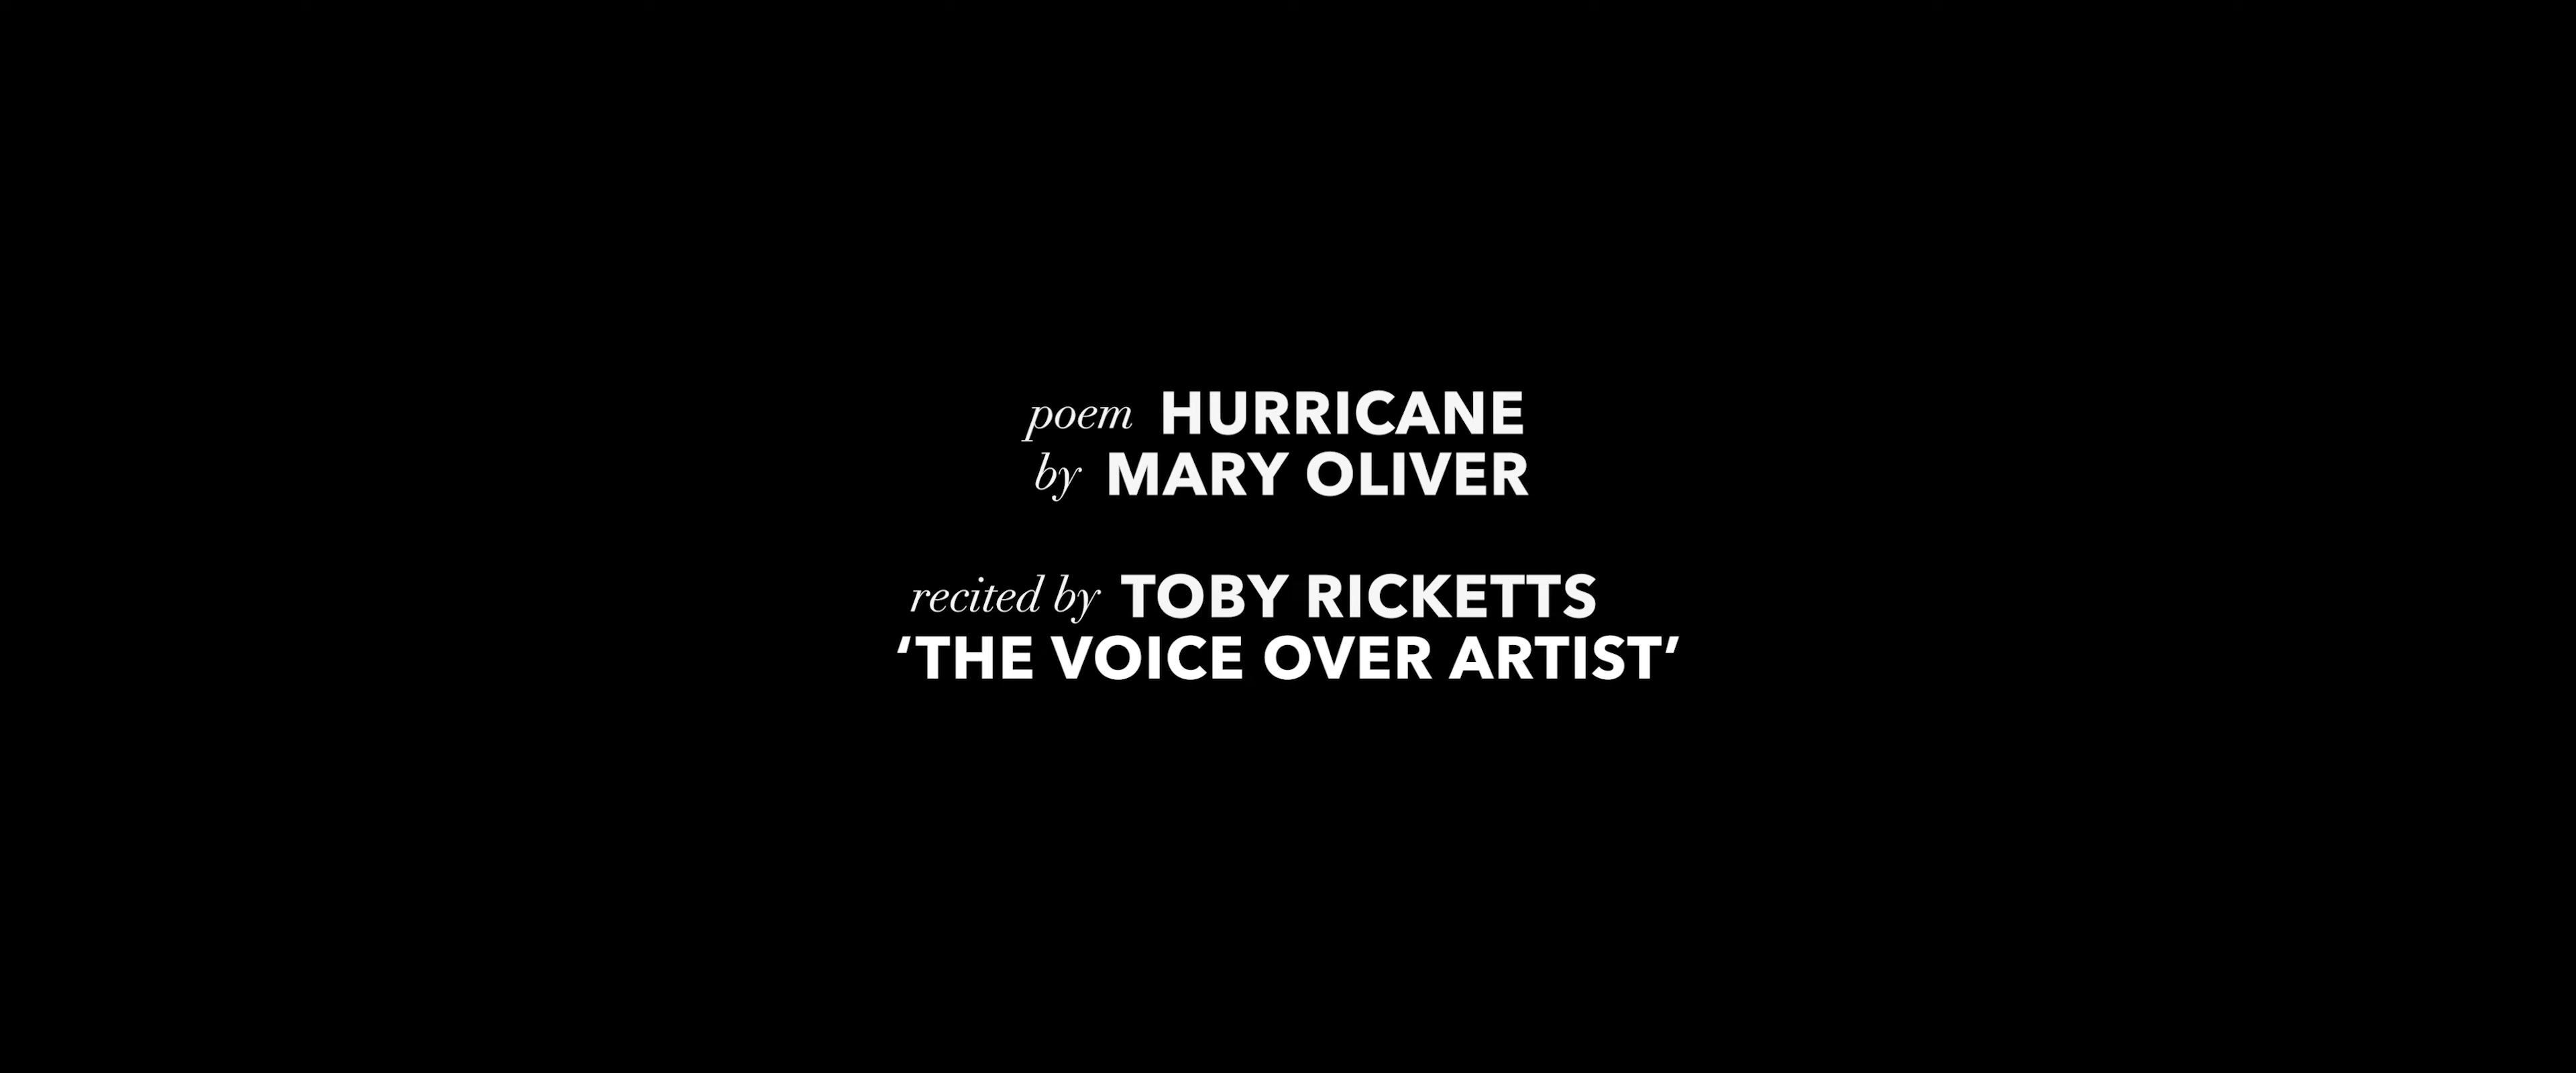 poem HURRICANE
by MARY OLIVER
recited by TOBY RICKETTS
‘THE VOICE OVER ARTIST’